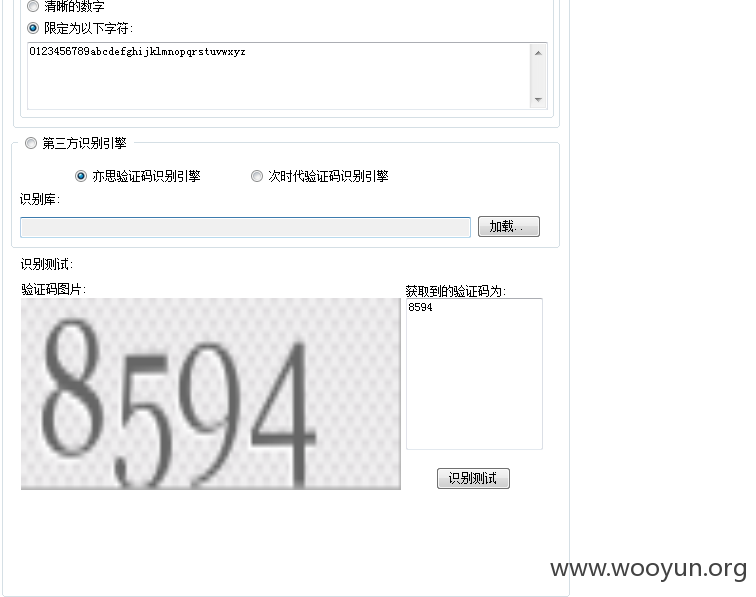 清晰的数字
限定为以下字符:
0123456789abcdefghijklmnopqrstuvwxyz
第三方识别引擎
亦思验证码识别引擎 次时代验证码识别引擎
识别库:
加载. .
识别测试:
验证码图片:
获取到的验证码为:
8594
8594
识别测试
www.wooyun.org